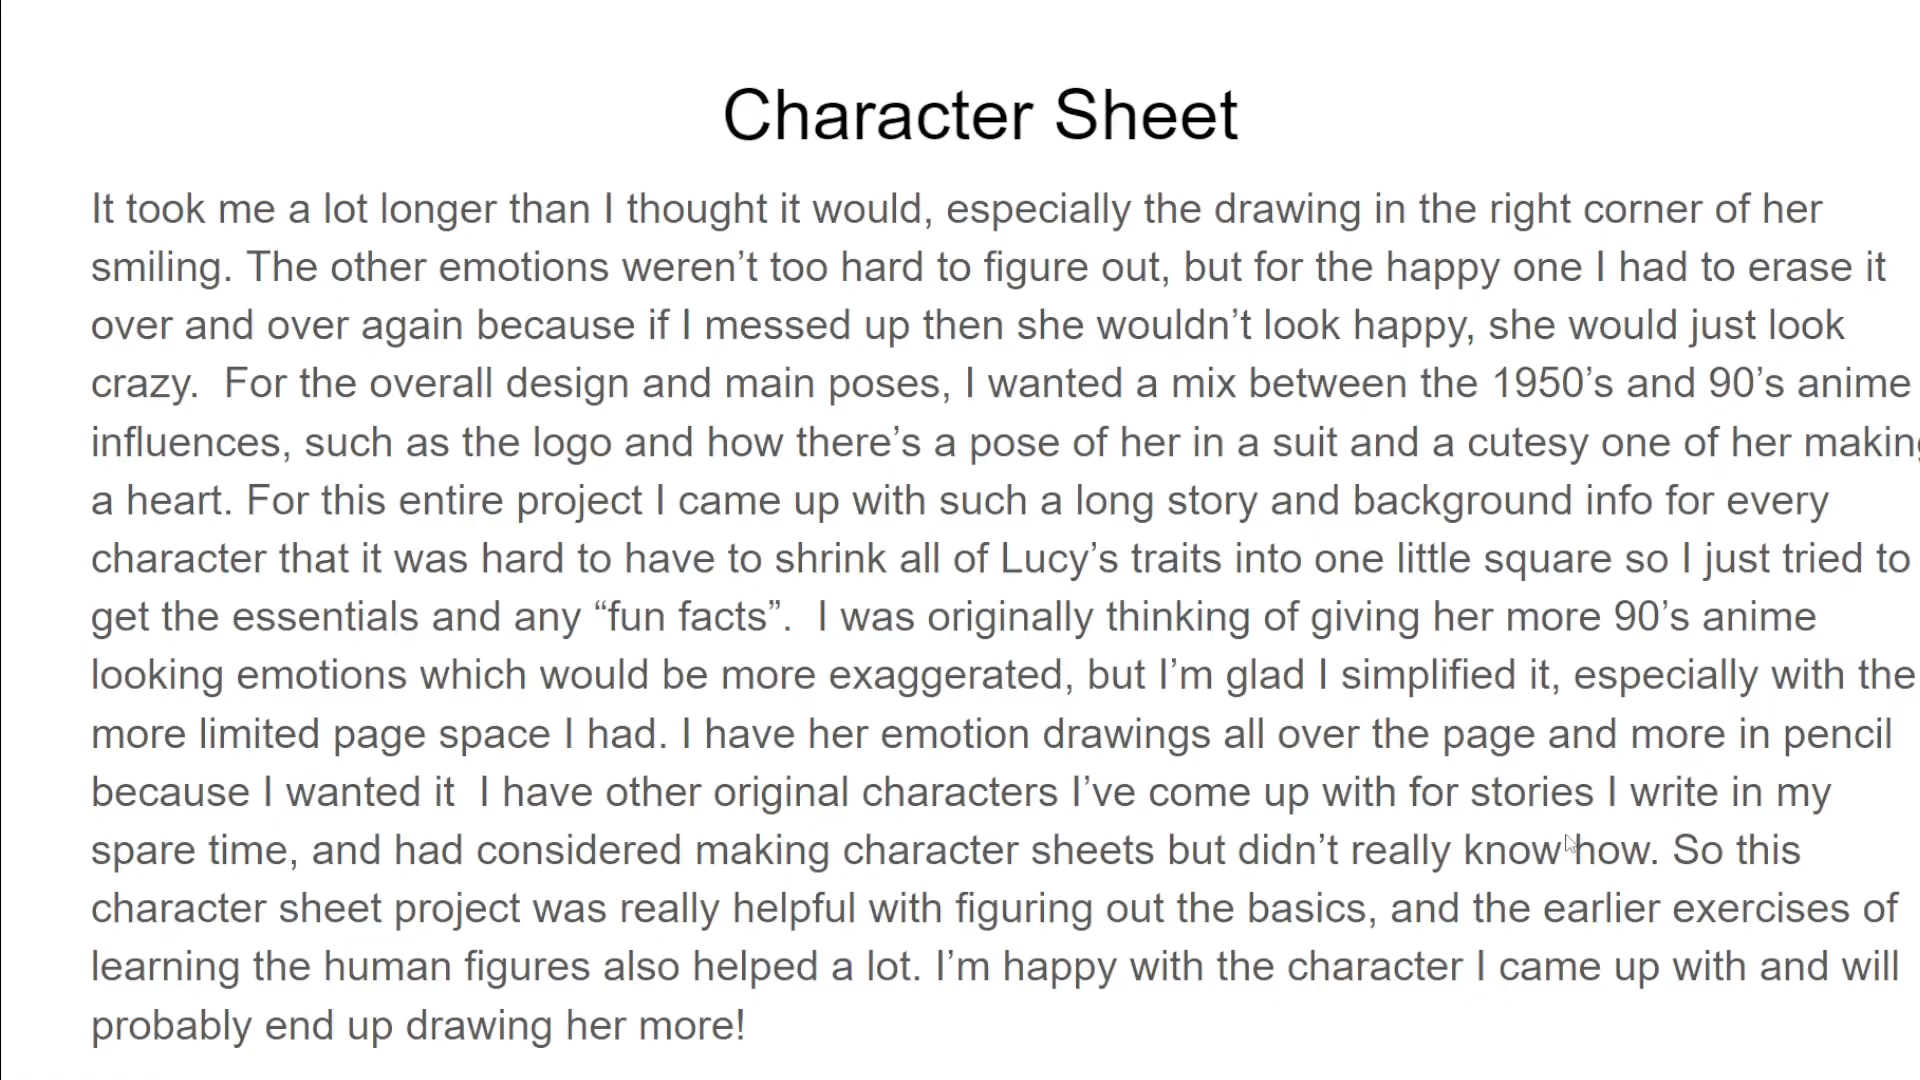 Character Sheet
It took me a lot longer than I thought it would, especially the drawing in the right corner of her
smiling. The other emotions weren’t too hard to figure out, but for the happy one I had to erase it
over and over again because if I messed up then she wouldn’t look happy, she would just look
crazy.  For the overall design and main poses, I wanted a mix between the 1950’s and 90’s anime
influences, such as the logo and how there’s a pose of her in a suit and a cutesy one of her making
a heart. For this entire project I came up with such a long story and background info for every
character that it was hard to have to shrink all of Lucy’s traits into one little square so I just tried to
get the essentials and any “fun facts”.  I was originally thinking of giving her more 90’s anime
looking emotions which would be more exaggerated, but I’m glad I simplified it, especially with the
more limited page space I had. I have her emotion drawings all over the page and more in pencil
because I wanted it  I have other original characters I’ve come up with for stories I write in my
spare time, and had considered making character sheets but didn’t really know how. So this
character sheet project was really helpful with figuring out the basics, and the earlier exercises of
learning the human figures also helped a lot. I’m happy with the character I came up with and will
probably end up drawing her more!